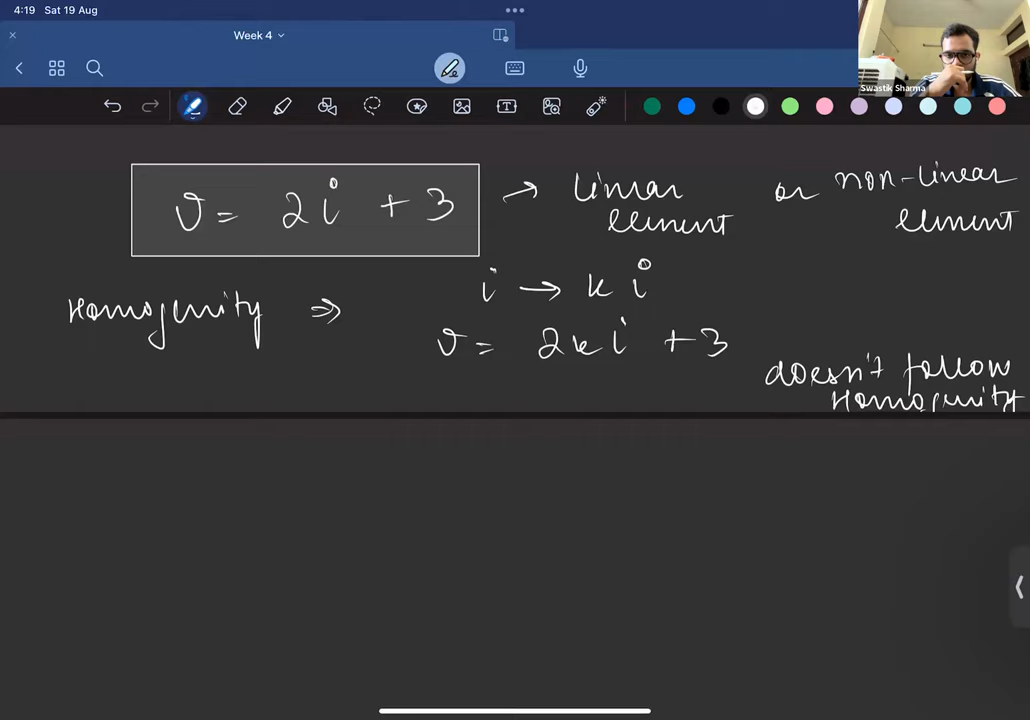 4:19 Sat 19 Aug
Week 4
Swastik Sharma
v = 2i + 3 → linear element or non-linear element
Homogenity ⇒ i → k i
v = 2ki + 3
doesn't follow
Homogenity